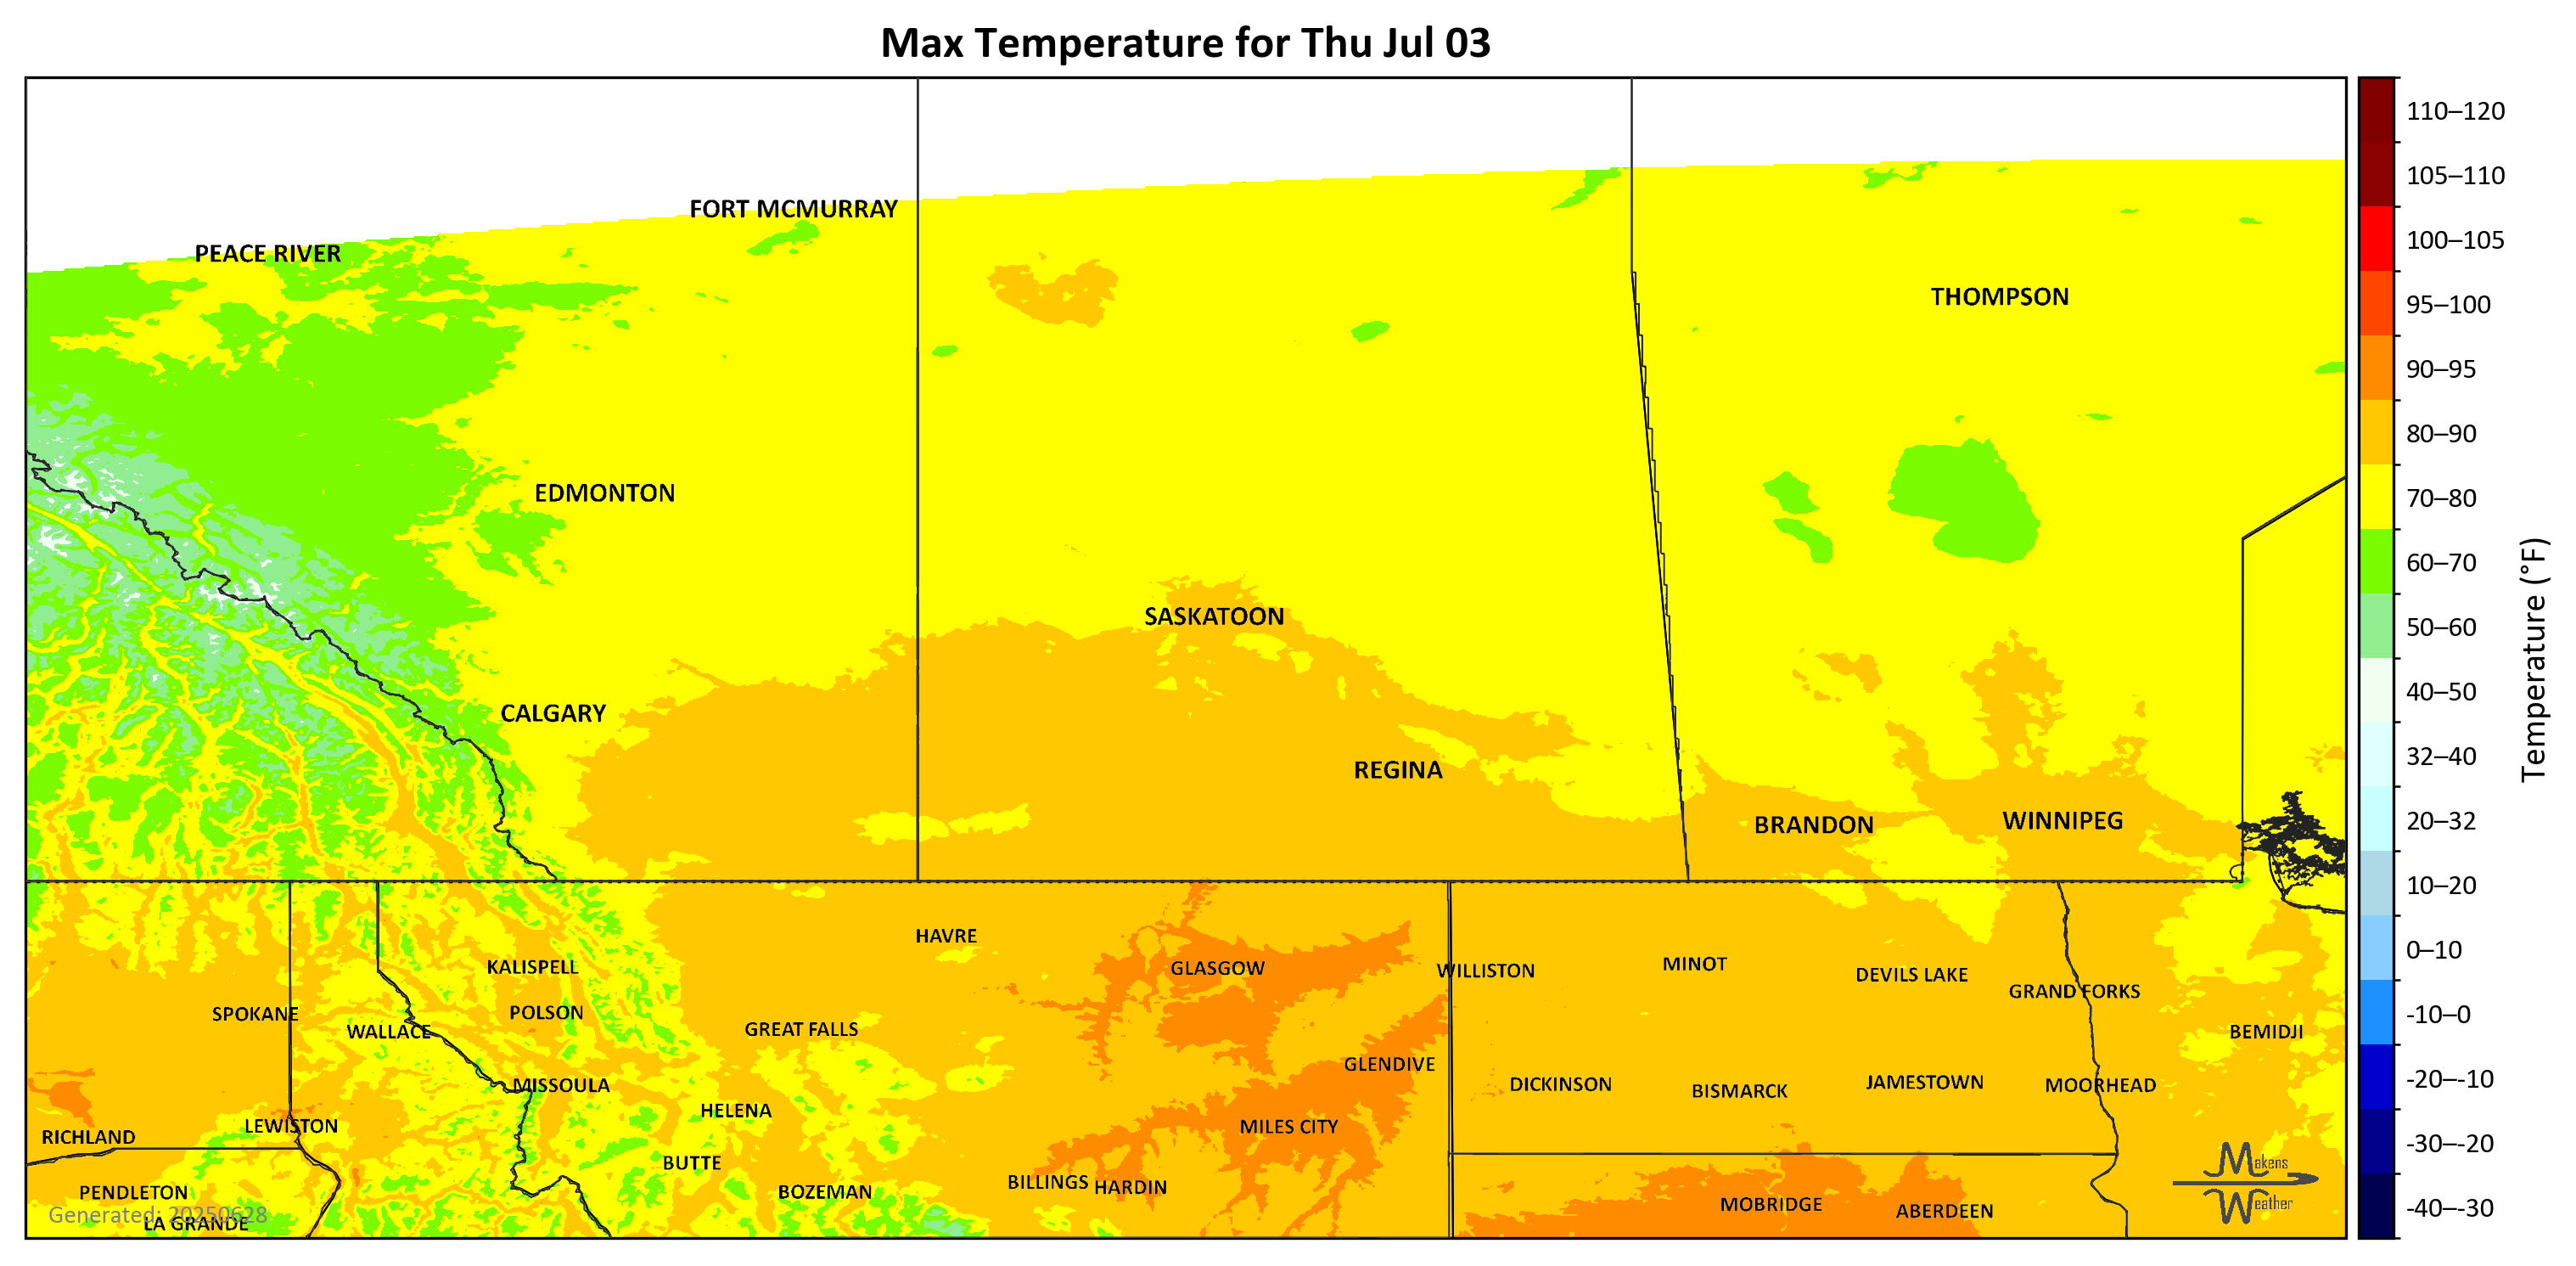 Max Temperature for Thu Jul 03
FORT MCMURRAY
PEACE RIVER
THOMPSON
EDMONTON
SASKATOON
CALGARY
REGINA
BRANDON
WINNIPEG
HAVRE
KALISPELL
GLASGOW
WILLISTON
MINOT
DEVILS LAKE
GRAND FORKS
SPOKANE
POLSON
WALLACE
GREAT FALLS
BEMIDJI
GLENDIVE
MISSOULA
DICKINSON
BISMARCK
JAMESTOWN
MOORHEAD
HELENA
LEWISTON
MILES CITY
RICHLAND
BUTTE
BILLINGS
HARDIN
PENDLETON
BOZEMAN
MOBRIDGE
ABERDEEN
LA GRANDE
Generated: 20250628
Makens
Weather
110–120
105–110
100–105
95–100
90–95
80–90
70–80
60–70
50–60
40–50
32–40
20–32
10–20
0–10
-10–0
-20–-10
-30–-20
-40–-30
Temperature (°F)